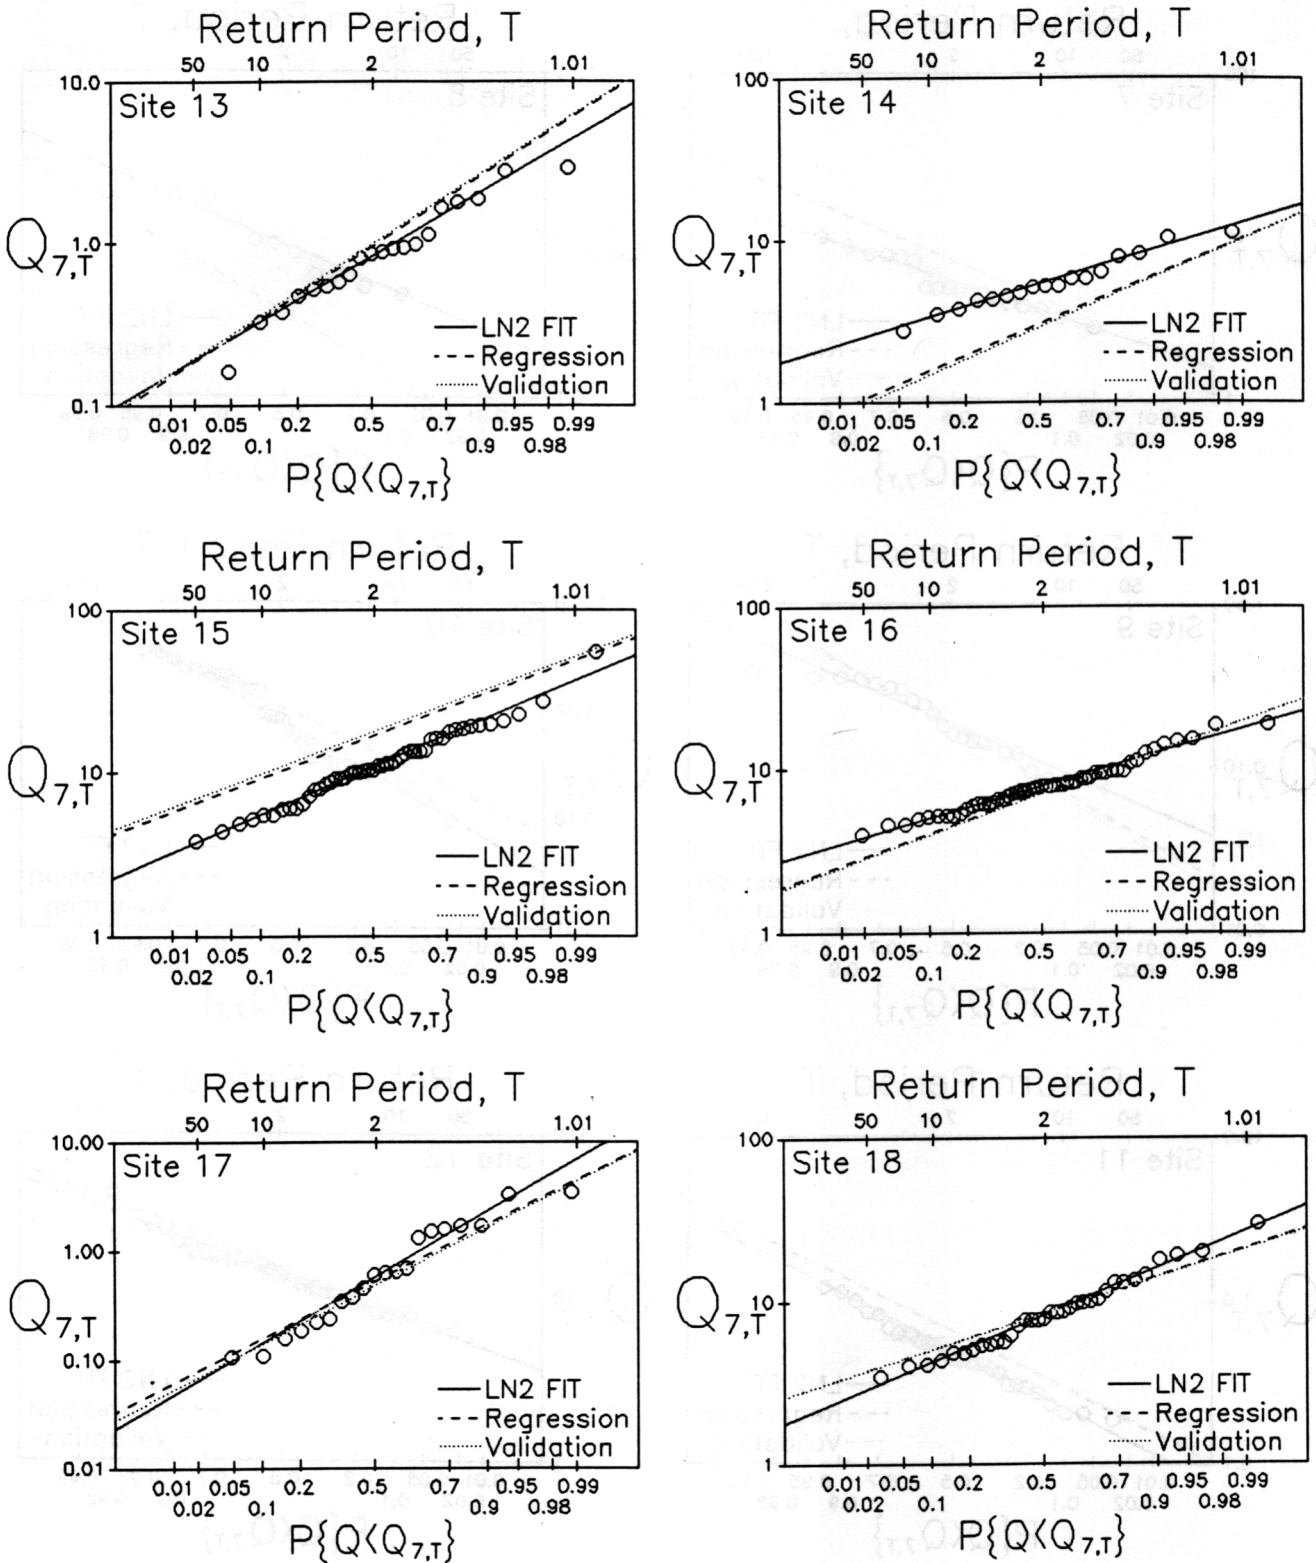 Return Period, T
50 10 2 1.01
10.0
Site 13
1.0
Q7,T
LN2 FIT
Regression
Validation
0.1
0.01 0.05 0.2 0.5 0.7 0.95 0.99
0.02 0.1 0.9 0.98
P{Q<Q7,T}
Return Period, T
50 10 2 1.01
100
Site 14
10
Q7,T
LN2 FIT
Regression
Validation
1
0.01 0.05 0.2 0.5 0.7 0.95 0.99
0.02 0.1 0.9 0.98
P{Q<Q7,T}
Return Period, T
50 10 2 1.01
100
Site 15
10
Q7,T
LN2 FIT
Regression
Validation
1
0.01 0.05 0.2 0.5 0.7 0.95 0.99
0.02 0.1 0.9 0.98
P{Q<Q7,T}
Return Period, T
50 10 2 1.01
100
Site 16
10
Q7,T
LN2 FIT
Regression
Validation
1
0.01 0.05 0.2 0.5 0.7 0.95 0.99
0.02 0.1 0.9 0.98
P{Q<Q7,T}
Return Period, T
50 10 2 1.01
10.00
Site 17
1.00
Q7,T
0.10
LN2 FIT
Regression
Validation
0.01
0.01 0.05 0.2 0.5 0.7 0.95 0.99
0.02 0.1 0.9 0.98
P{Q<Q7,T}
Return Period, T
50 10 2 1.01
100
Site 18
10
Q7,T
LN2 FIT
Regression
Validation
1
0.01 0.05 0.2 0.5 0.7 0.95 0.99
0.02 0.1 0.9 0.98
P{Q<Q7,T}